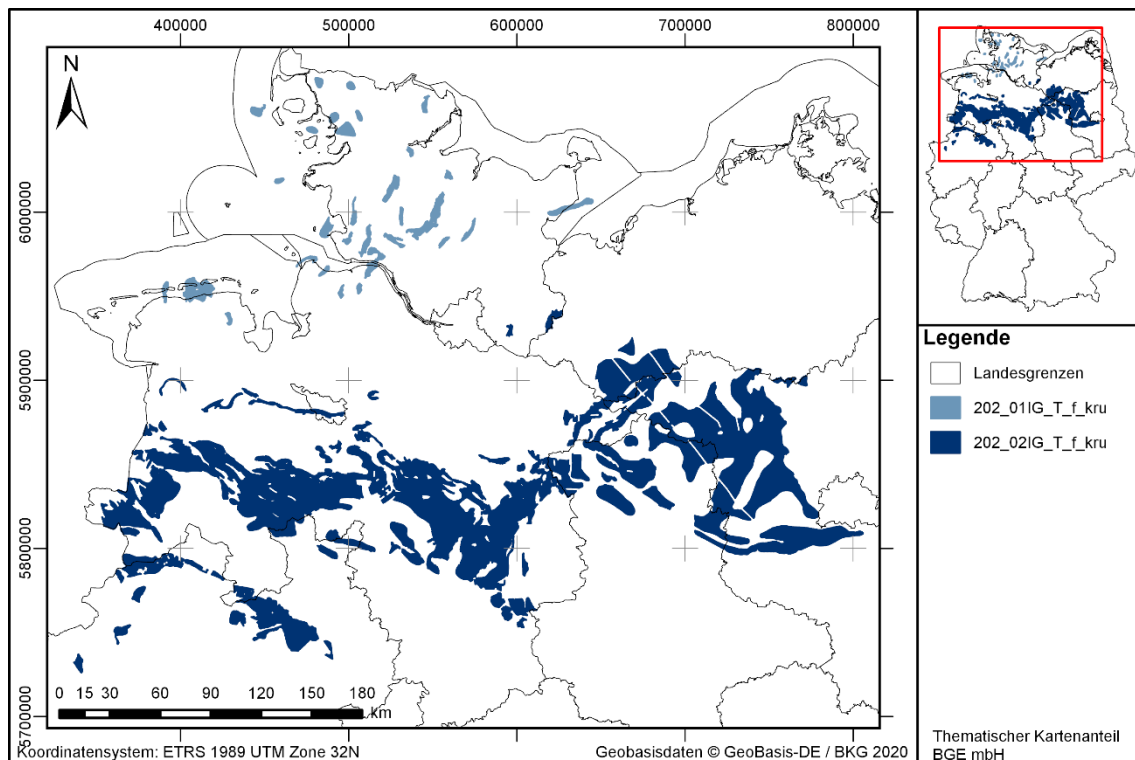 400000 500000 600000 700000 800000
N
6000000
5900000
5800000
5700000
0 15 30 60 90 120 150 180
km
Koordinatensystem: ETRS 1989 UTM Zone 32N
Geobasisdaten © GeoBasis-DE / BKG 2020
Legende
Landesgrenzen
202_01IG_T_f_kru
202_02IG_T_f_kru
Thematischer Kartenanteil
BGE mbH